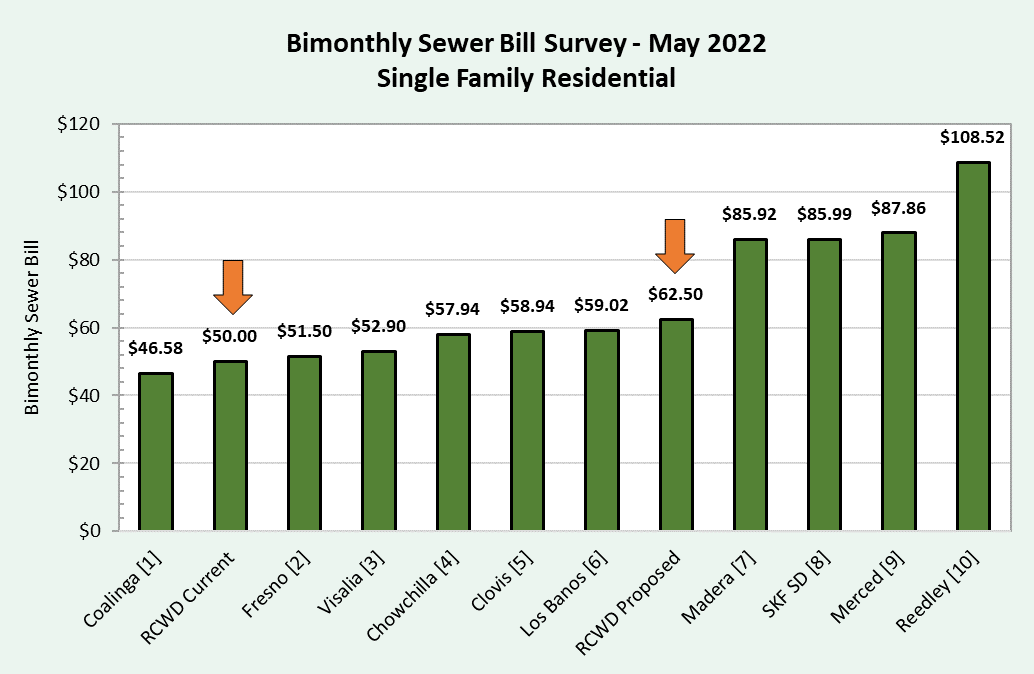 Bimonthly Sewer Bill Survey - May 2022
Single Family Residential
Bimonthly Sewer Bill
$120
$100
$80
$60
$40
$20
$0
$46.58
$50.00
$51.50
$52.90
$57.94
$58.94
$59.02
$62.50
$85.92
$85.99
$87.86
$108.52
Coalinga [1]
RCWD Current
Fresno [2]
Visalia [3]
Chowchilla [4]
Clovis [5]
Los Banos [6]
RCWD Proposed
Madera [7]
SKF SD [8]
Merced [9]
Reedley [10]